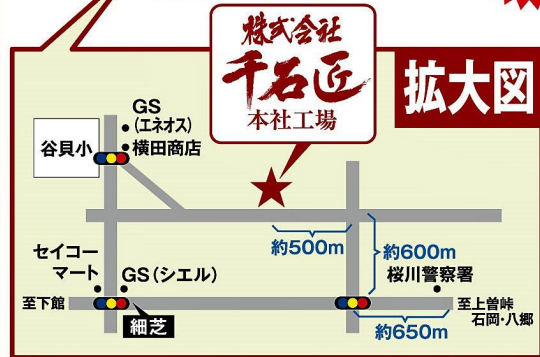 株式会社
千石匠
本社工場
拡大図
GS
(エネオス)
横田商店
谷貝小
約500m
約600m
セイコー
マート
GS(シエル)
桜川警察署
至下館
細芝
約650m
至上曽峠
石岡・八郷